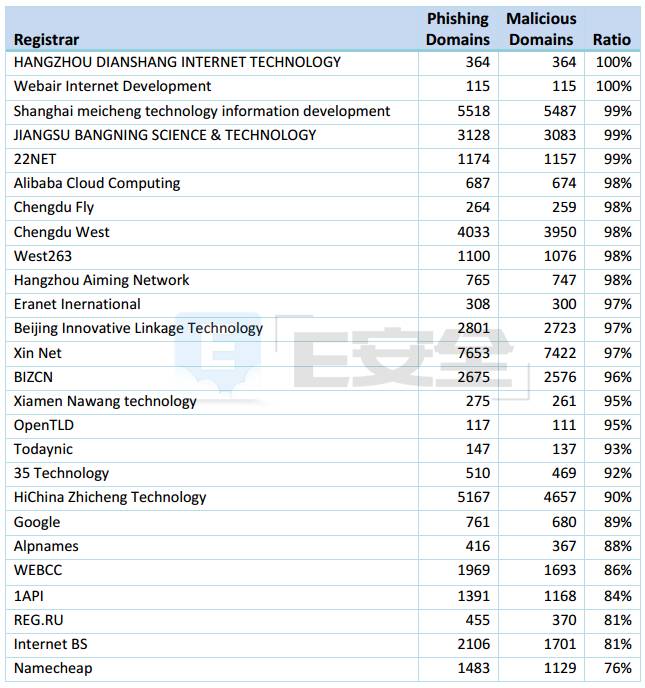 Registrar Phishing Domains Malicious Domains Ratio
HANGZHOU DIANSHANG INTERNET TECHNOLOGY 364 364 100%
Webair Internet Development 115 115 100%
Shanghai meicheng technology information development 5518 5487 99%
JIANGSU BANGNING SCIENCE & TECHNOLOGY 3128 3083 99%
22NET 1174 1157 99%
Alibaba Cloud Computing 687 674 98%
Chengdu Fly 264 259 98%
Chengdu West 4033 3950 98%
West263 1100 1076 98%
Hangzhou Aiming Network 765 747 98%
Eranet Inernational 308 300 97%
Beijing Innovative Linkage Technology 2801 2723 97%
Xin Net 7653 7422 97%
E安全
BIZCN 2675 2576 96%
Xiamen Nawang technology 275 261 95%
OpenTLD 117 111 95%
Todaynic 147 137 93%
35 Technology 510 469 92%
HiChina Zhicheng Technology 5167 4657 90%
Google 761 680 89%
Alpnames 416 367 88%
WEBCC 1969 1693 86%
1API 1391 1168 84%
REG.RU 455 370 81%
Internet BS 2106 1701 81%
Namecheap 1483 1129 76%